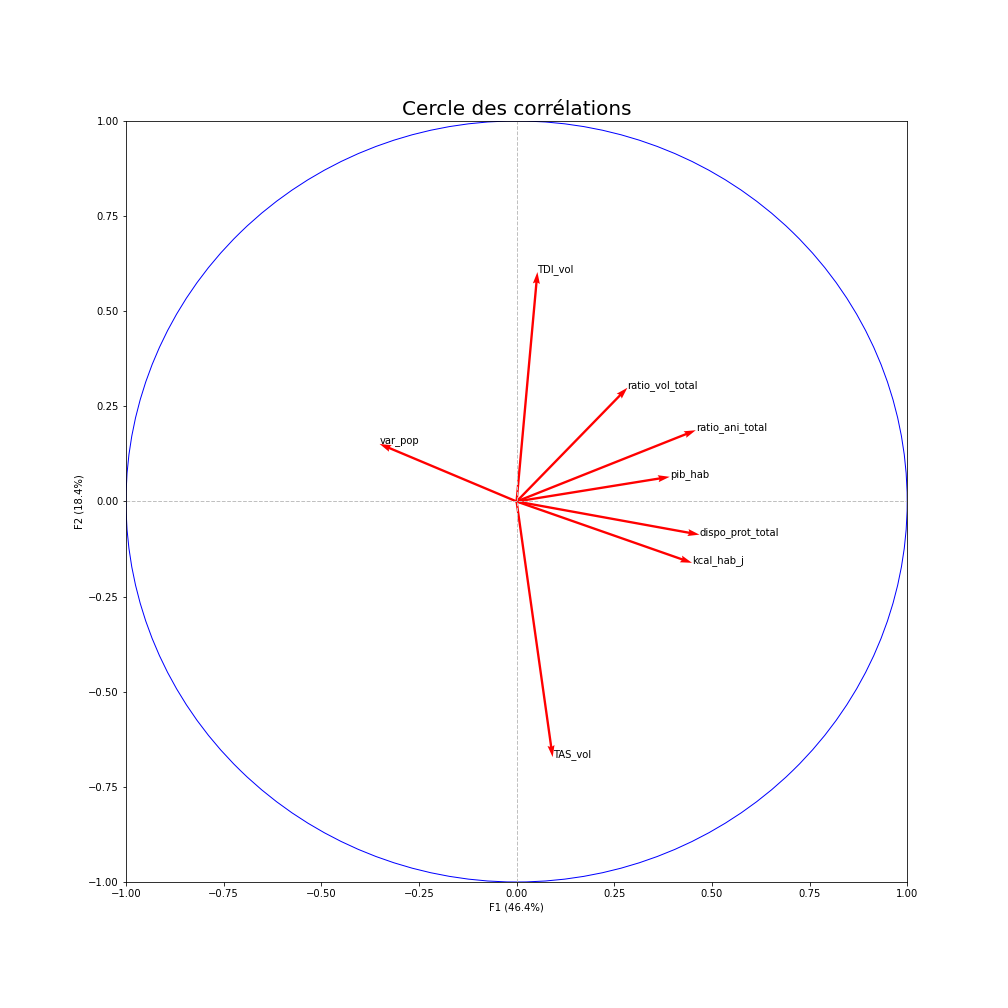 Cercle des corrélations
1.00
0.75
0.50
0.25
0.00
−0.25
−0.50
−0.75
−1.00
F2 (18.4%)
TDI_vol
ratio_vol_total
ratio_ani_total
var_pop
pib_hab
dispo_prot_total
kcal_hab_j
TAS_vol
−1.00 −0.75 −0.50 −0.25 0.00 0.25 0.50 0.75 1.00
F1 (46.4%)